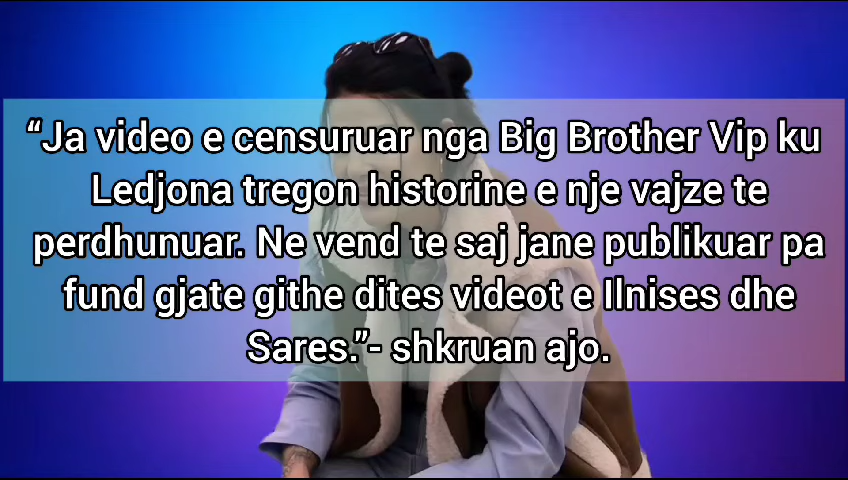 “Ja video e censuruar nga Big Brother Vip ku
Ledjona tregon historine e nje vajze te
perdhunuar. Ne vend te saj jane publikuar pa
fund gjate githe dites videot e Ilnises dhe
Sares.”- shkruan ajo.